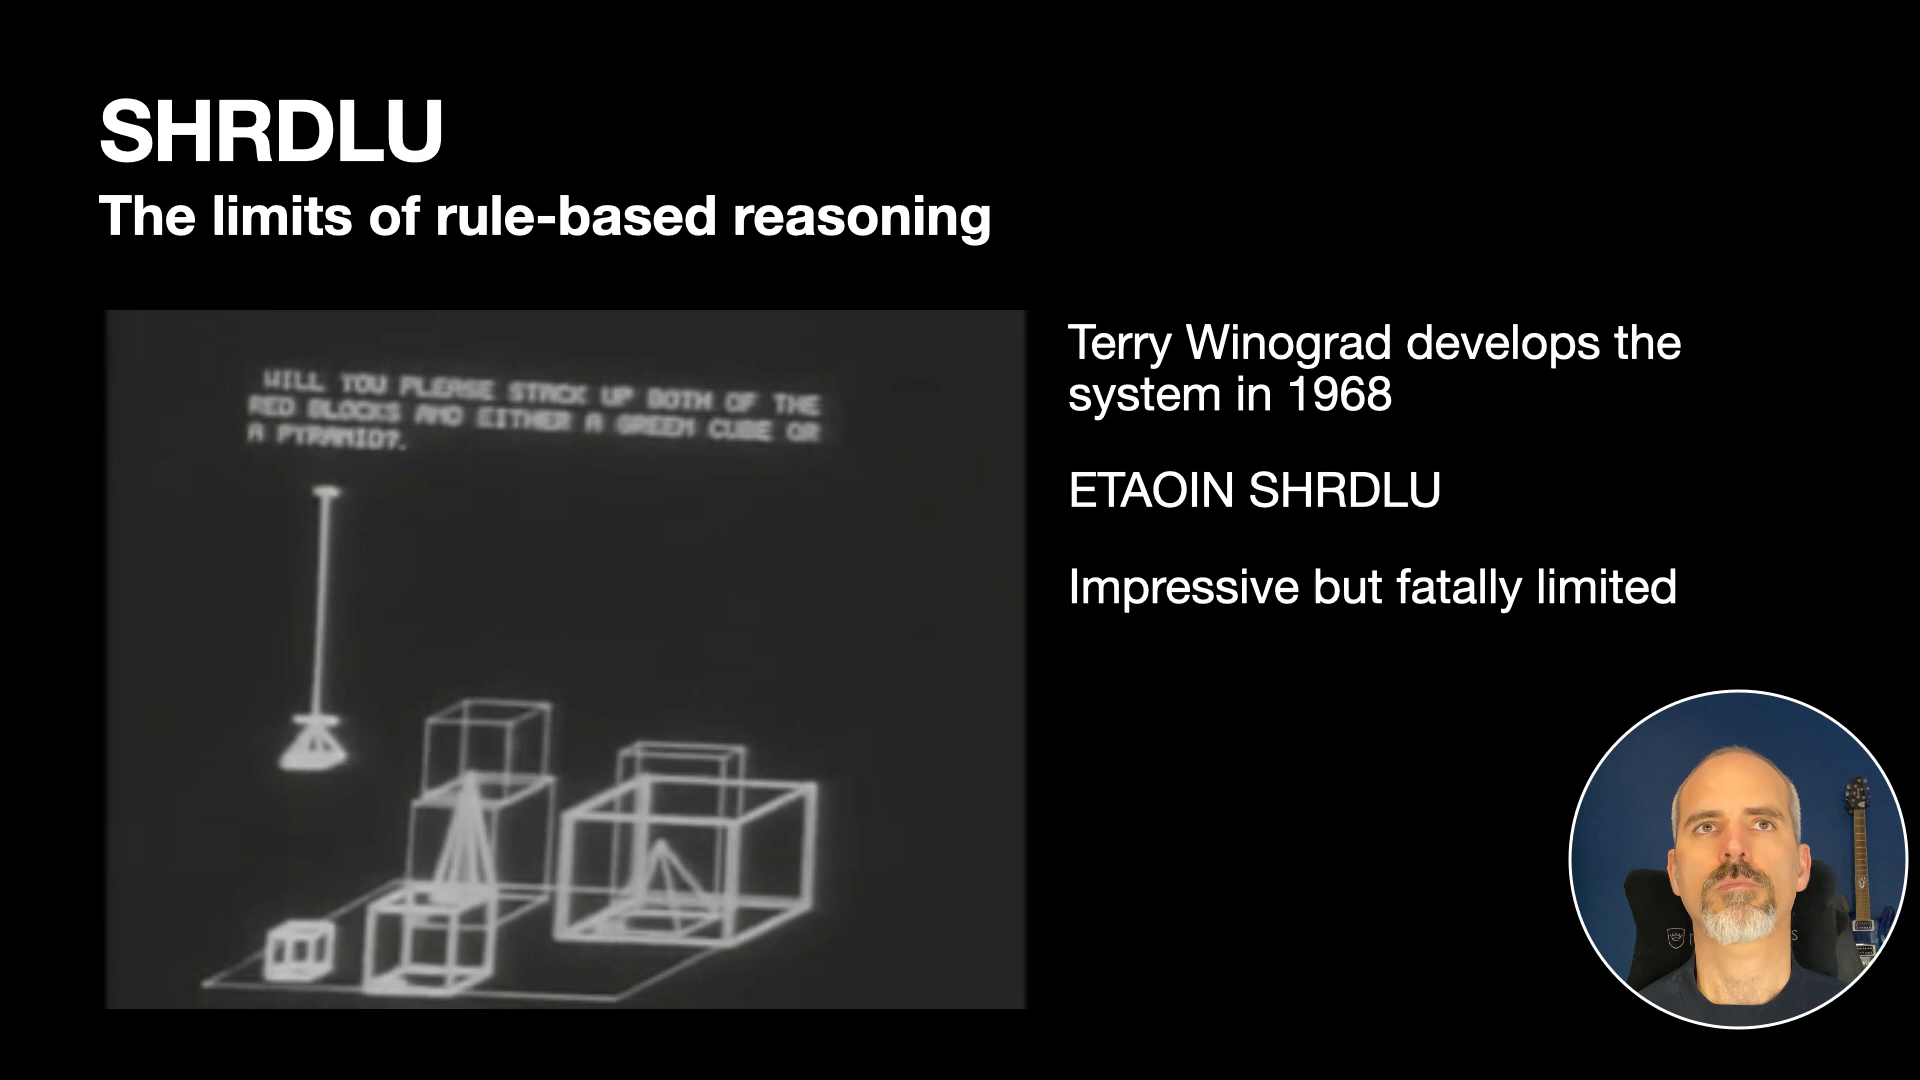 SHRDLU
The limits of rule-based reasoning
WILL YOU PLEASE STACK UP BOTH OF THE
RED BLOCKS AND EITHER A GREEN CUBE OR
A PYRAMID?.
Terry Winograd develops the
system in 1968
ETAOIN SHRDLU
Impressive but fatally limited